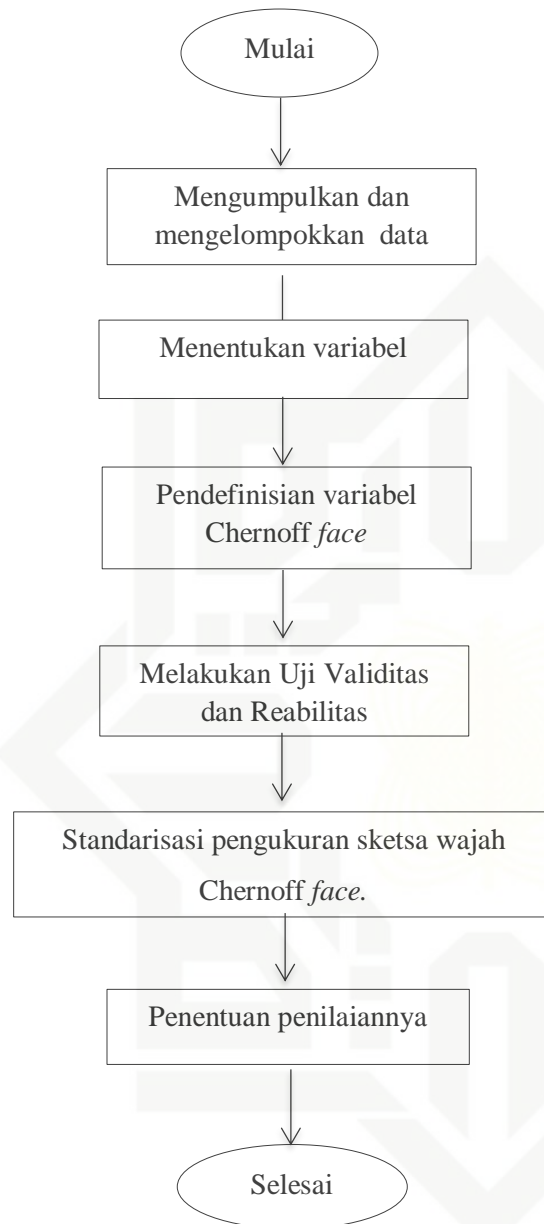 Mulai
Mengumpulkan dan
mengelompokkan data
Menentukan variabel
Pendefinisian variabel
Chernoff face
Melakukan Uji Validitas
dan Reabilitas
Standarisasi pengukuran sketsa wajah
Chernoff face.
Penentuan penilaiannya
Selesai